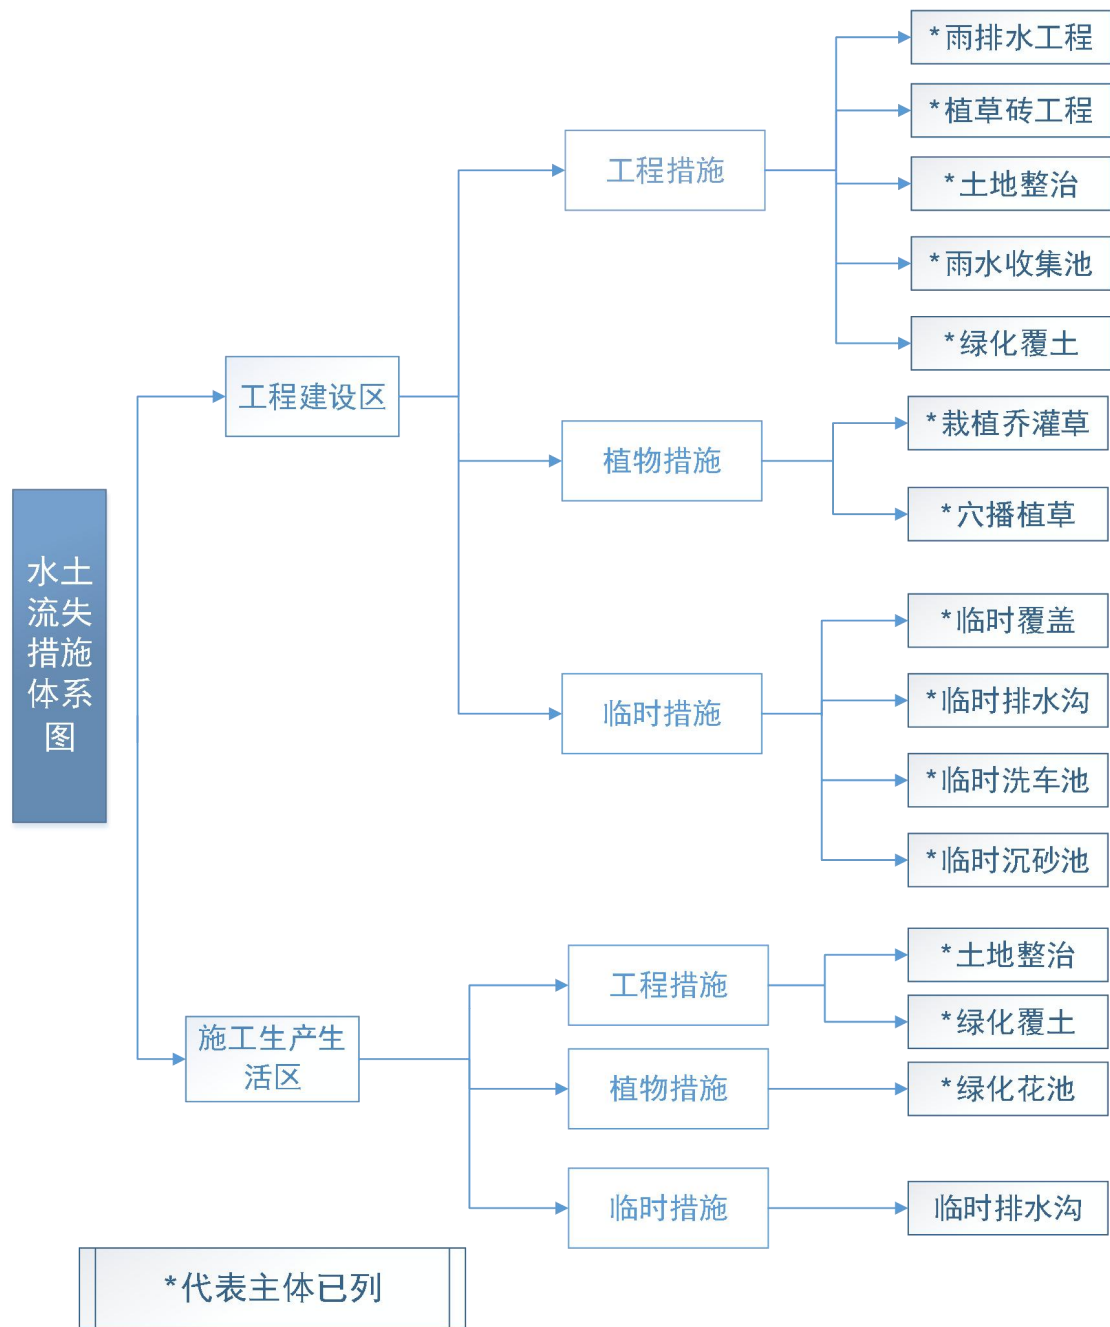 *雨排水工程
*植草砖工程
工程措施
*土地整治
*雨水收集池
*绿化覆土
工程建设区
*栽植乔灌草
植物措施
*穴播植草
水土
流失
措施
体系
图
*临时覆盖
*临时排水沟
临时措施
*临时洗车池
*临时沉砂池
*土地整治
工程措施
*绿化覆土
施工生产生
活区
植物措施
*绿化花池
临时措施
临时排水沟
*代表主体已列